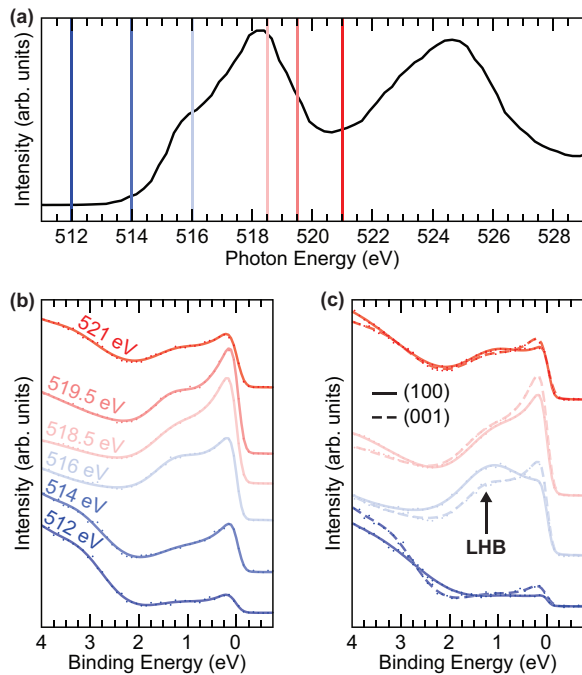 (a)
Intensity (arb. units)
512 514 516 518 520 522 524 526 528
Photon Energy (eV)
(b)
Intensity (arb. units)
521 eV
519.5 eV
518.5 eV
516 eV
514 eV
512 eV
4 3 2 1 0
Binding Energy (eV)
(c)
Intensity (arb. units)
(100)
(001)
LHB
4 3 2 1 0
Binding Energy (eV)